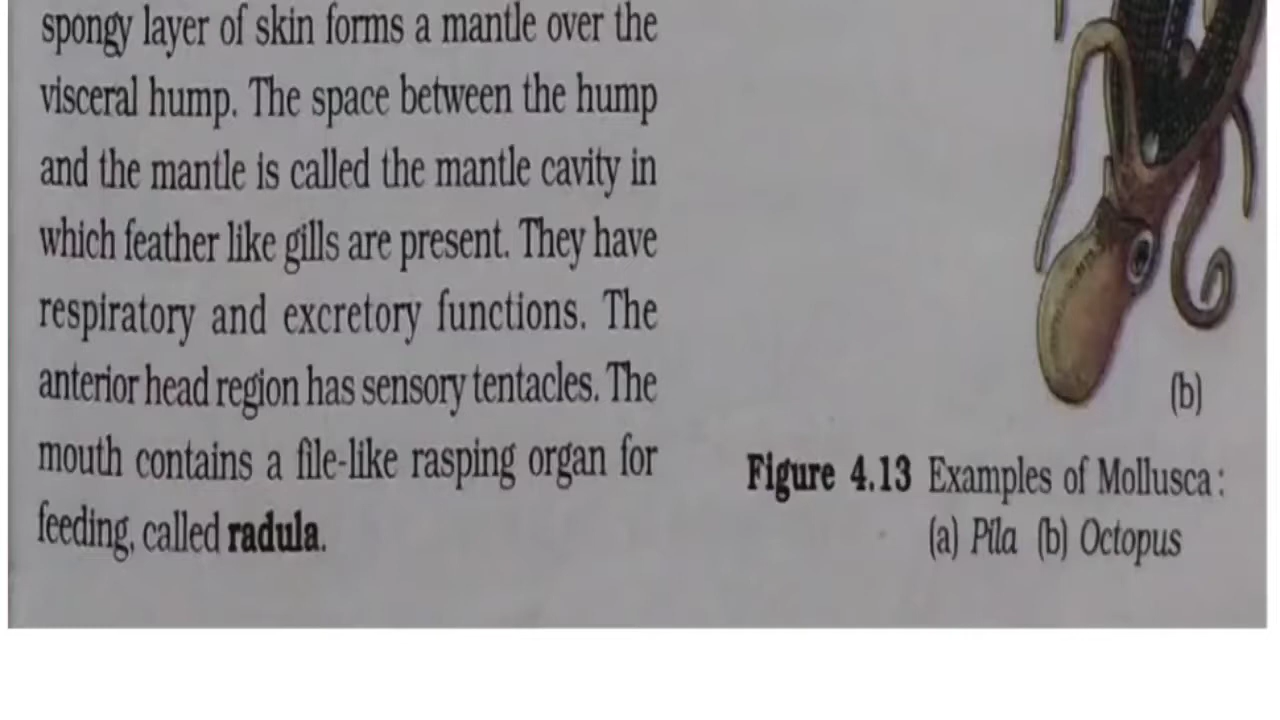 spongy layer of skin forms a mantle over the
visceral hump. The space between the hump
and the mantle is called the mantle cavity in
which feather like gills are present. They have
respiratory and excretory functions. The
anterior head region has sensory tentacles. The
mouth contains a file-like rasping organ for
feeding, called radula.
(b)
Figure 4.13 Examples of Mollusca :
(a) Pila (b) Octopus